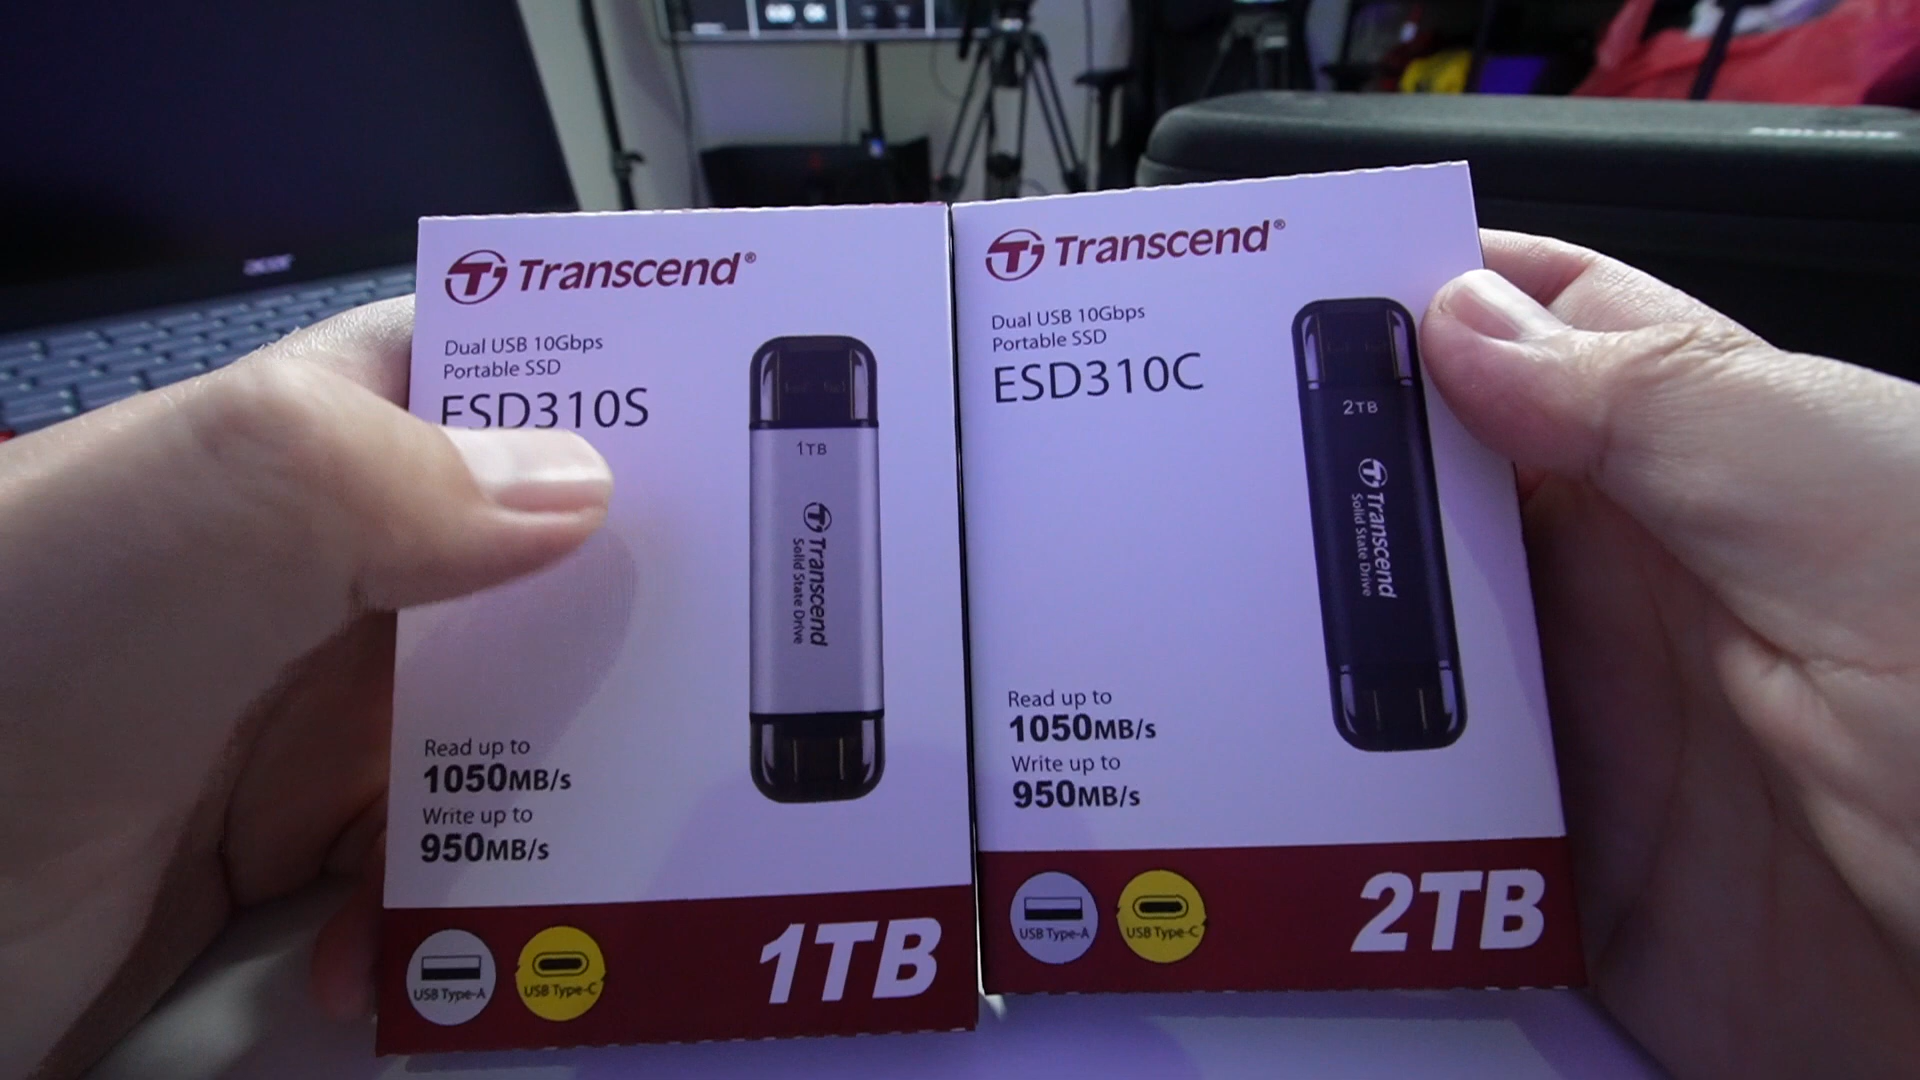 acer
Transcend®
Dual USB 10Gbps
Portable SSD
ESD310S
1TB
Transcend
Solid State Drive
Read up to
1050MB/s
Write up to
950MB/s
USB Type-A
USB Type-C
1TB
Transcend®
Dual USB 10Gbps
Portable SSD
ESD310C
2TB
Transcend
Solid State Drive
Read up to
1050MB/s
Write up to
950MB/s
USB Type-A
USB Type-C
2TB